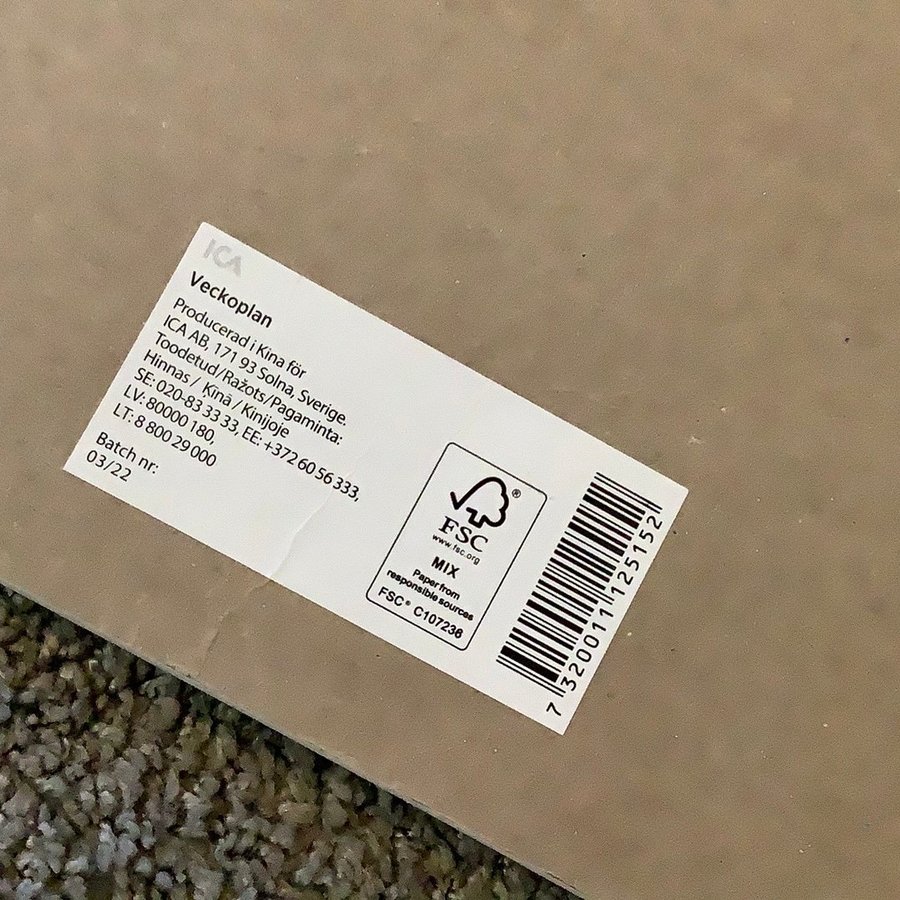 ICA
Veckoplan
Producerad i Kina för
ICA AB, 171 93 Solna, Sverige.
Toodetud/Ražots/Pagaminta:
Hinnas / Ķīnā / Kinijoje
SE: 020-83 33 33, EE: +372 60 56 333,
LV: 80000 180,
LT: 8 800 29 000
Batch nr:
03/22
®
FSC
www.fsc.org
MIX
Paper from
responsible sources
FSC® C107236
7 320011 125152